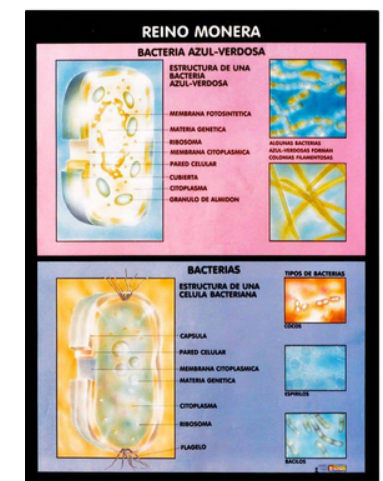 REINO MONERA
BACTERIA AZUL-VERDOSA
ESTRUCTURA DE UNA
BACTERIA
AZUL-VERDOSA
MEMBRANA FOTOSINTETICA
MATERIA GENETICA
RIBOSOMA
MEMBRANA CITOPLASMICA
PARED CELULAR
CUBIERTA
CITOPLASMA
GRANULO DE ALMIDON
ALGUNAS BACTERIAS
AZUL-VERDOSAS FORMAN
COLONIAS FILAMENTOSAS
BACTERIAS
ESTRUCTURA DE UNA
CELULA BACTERIANA
CAPSULA
PARED CELULAR
MEMBRANA CITOPLASMICA
MATERIA GENETICA
CITOPLASMA
RIBOSOMA
FLAGELO
TIPOS DE BACTERIAS
COCOS
ESPIRILOS
BACILOS